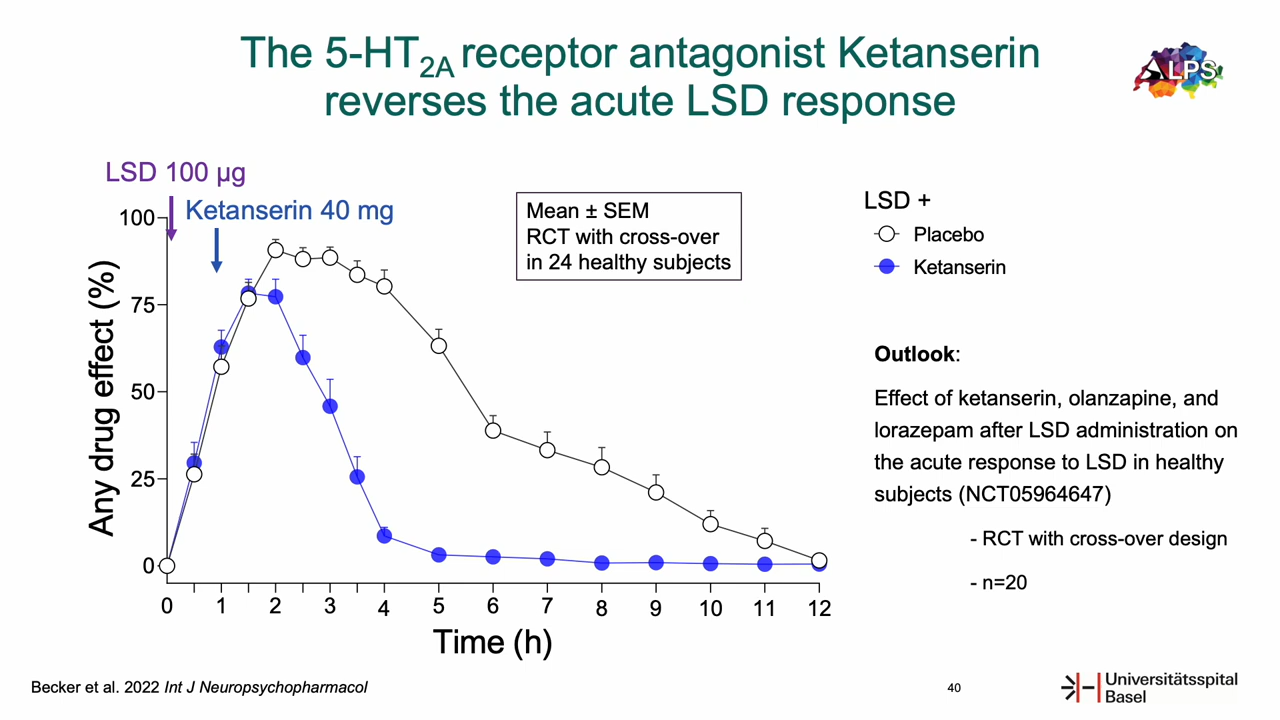 The 5-HT2A receptor antagonist Ketanserin
reverses the acute LSD response
ALPS
LSD 100 µg
Ketanserin 40 mg
Mean ± SEM
RCT with cross-over
in 24 healthy subjects
LSD +
Placebo
Ketanserin
Any drug effect (%)
100
75
50
25
0
0 1 2 3 4 5 6 7 8 9 10 11 12
Time (h)
Outlook:
Effect of ketanserin, olanzapine, and
lorazepam after LSD administration on
the acute response to LSD in healthy
subjects (NCT05964647)
- RCT with cross-over design
- n=20
Becker et al. 2022 Int J Neuropsychopharmacol
40
Universitätsspital
Basel